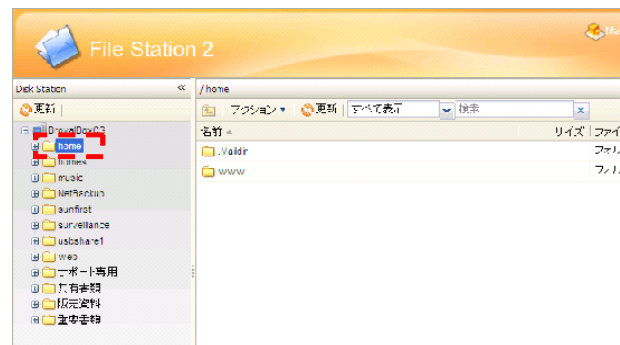 File Station 2
Disk Station «
/home
更新
アクション ▼ 更新 すべて表示 検索
名前
サイズ
home
.Maildir
homes
www
music
NetBackup
sunfirst
surveillance
usbshare1
web
サポート専用
共有書類
販売資料
重要書類